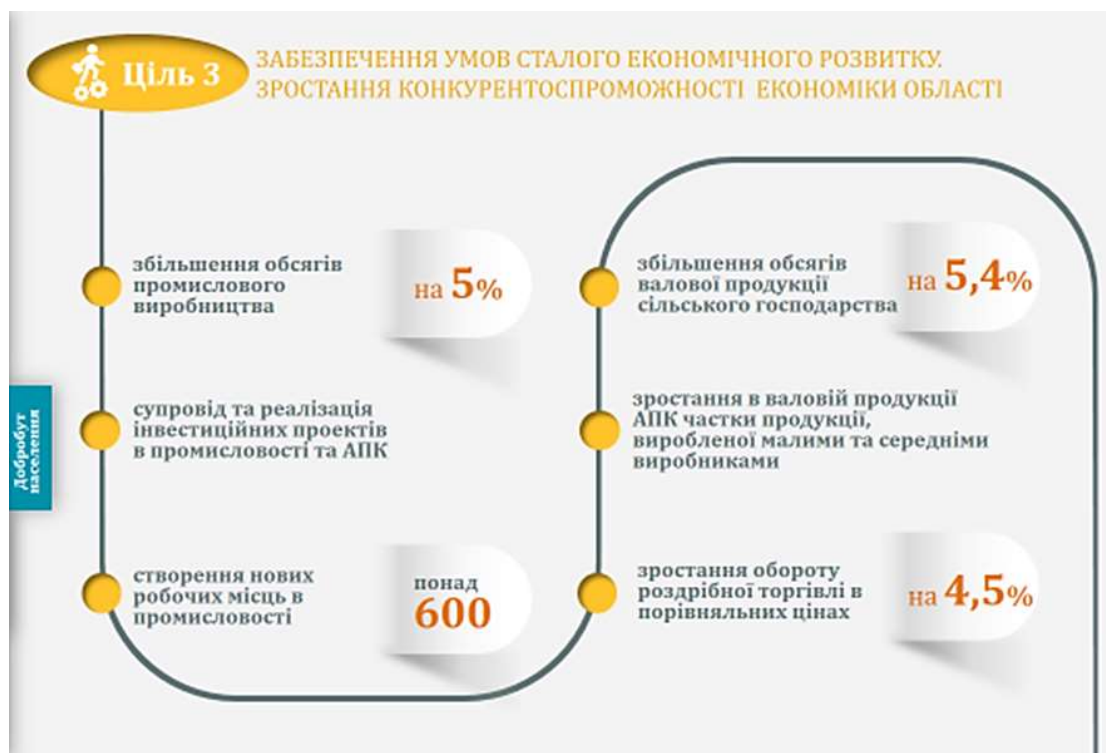 Ціль 3
ЗАБЕЗПЕЧЕННЯ УМОВ СТАЛОГО ЕКОНОМІЧНОГО РОЗВИТКУ.
ЗРОСТАННЯ КОНКУРЕНТОСПРОМОЖНОСТІ ЕКОНОМІКИ ОБЛАСТІ
збільшення обсягів
промислового
виробництва
на 5%
супровід та реалізація
інвестиційних проектів
в промисловості та АПК
створення нових
робочих місць в
промисловості
понад
600
збільшення обсягів
валової продукції
сільського господарства
на 5,4%
зростання в валовій продукції
АПК частки продукції,
виробленої малими та середніми
виробниками
зростання обороту
роздрібної торгівлі в
порівняльних цінах
на 4,5%
Добробут
населення